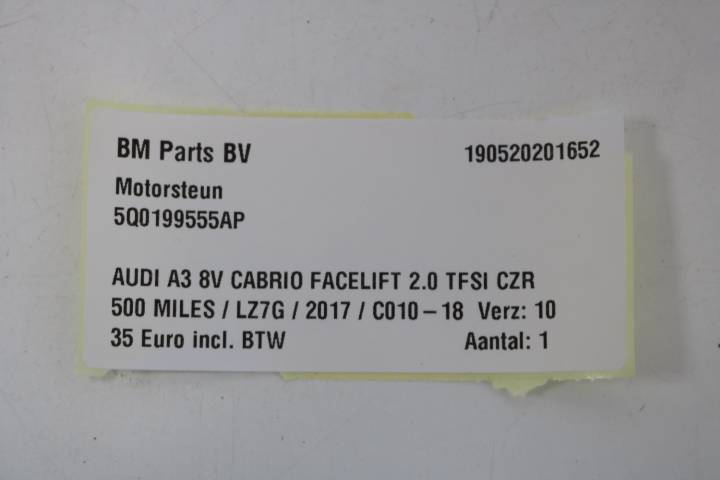 BM Parts BV 190520201652
Motorsteun
5Q0199555AP
AUDI A3 8V CABRIO FACELIFT 2.0 TFSI CZR
500 MILES / LZ7G / 2017 / C010-18 Verz: 10
35 Euro incl. BTW Aantal: 1